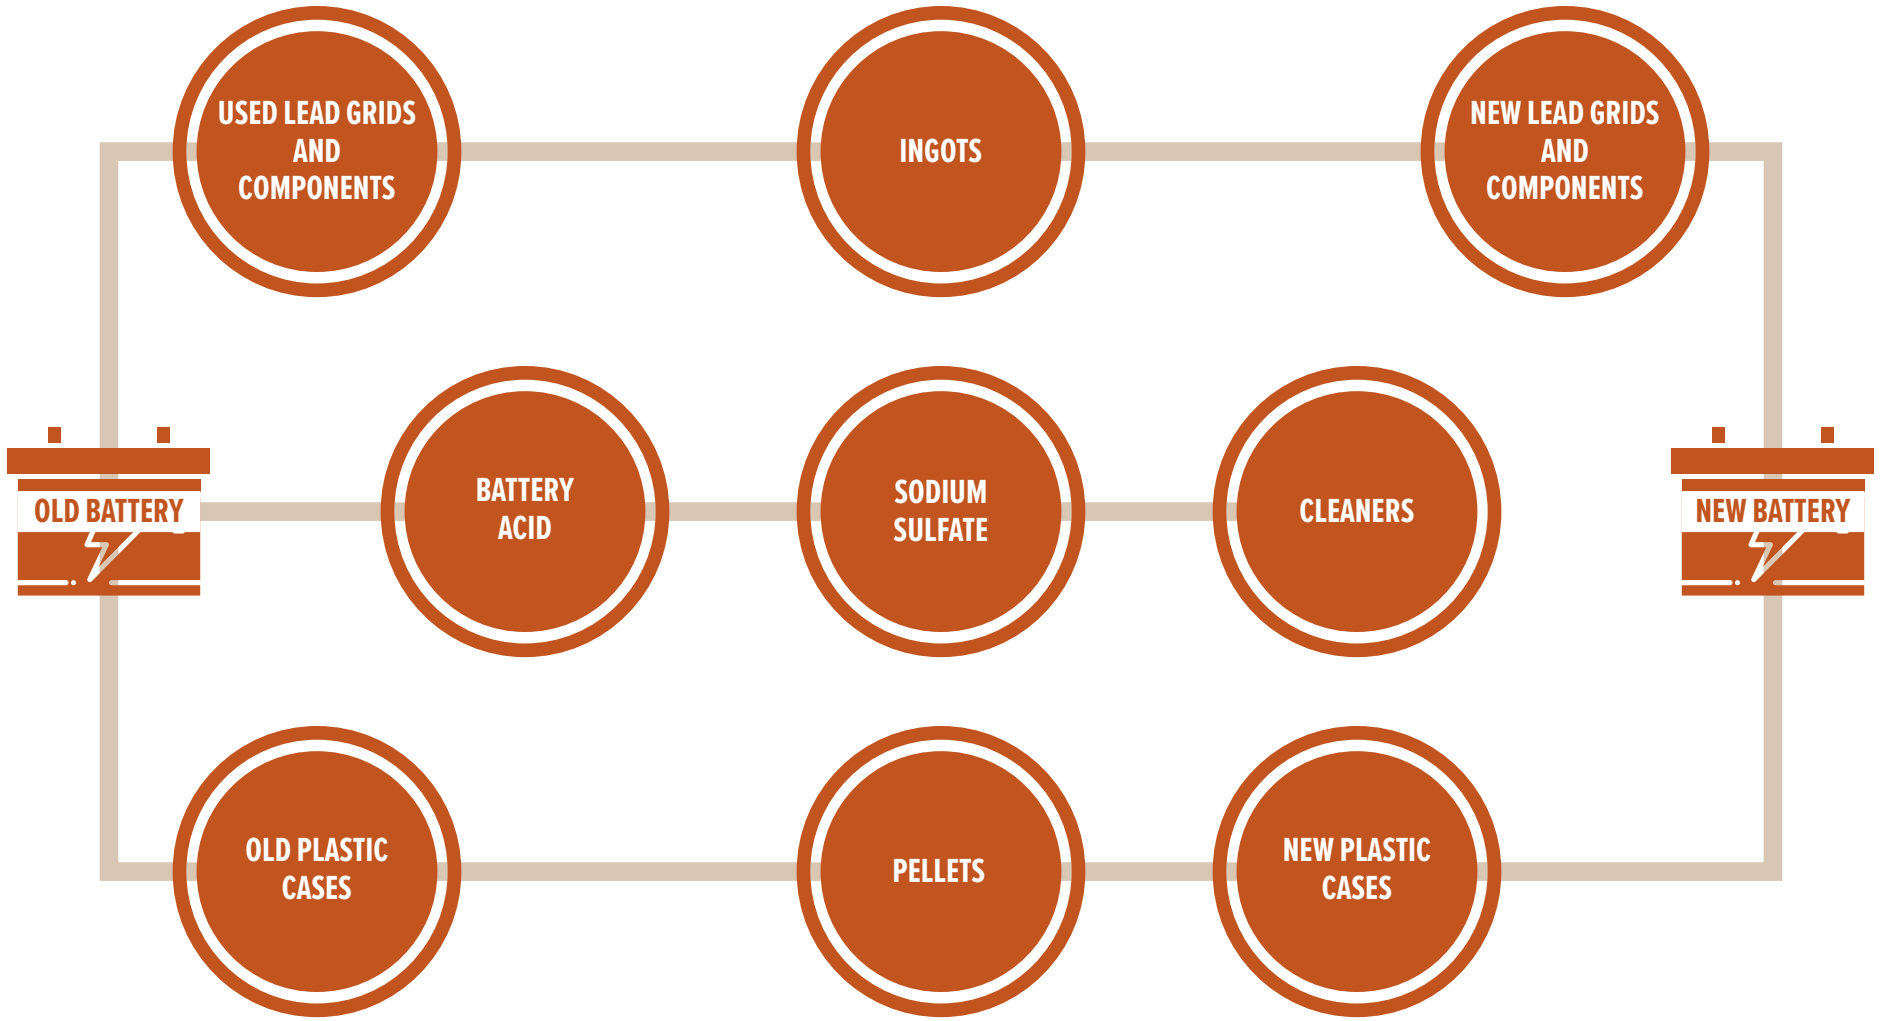 USED LEAD GRIDS
AND
COMPONENTS
INGOTS
NEW LEAD GRIDS
AND
COMPONENTS
OLD BATTERY
BATTERY
ACID
SODIUM
SULFATE
CLEANERS
NEW BATTERY
OLD PLASTIC
CASES
PELLETS
NEW PLASTIC
CASES